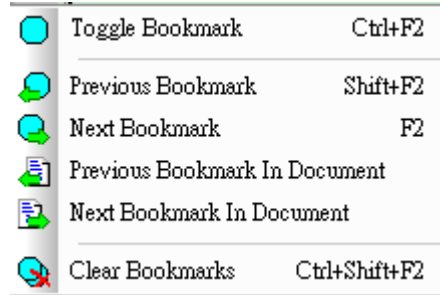 Toggle Bookmark Ctrl+F2
Previous Bookmark Shift+F2
Next Bookmark F2
Previous Bookmark In Document
Next Bookmark In Document
Clear Bookmarks Ctrl+Shift+F2